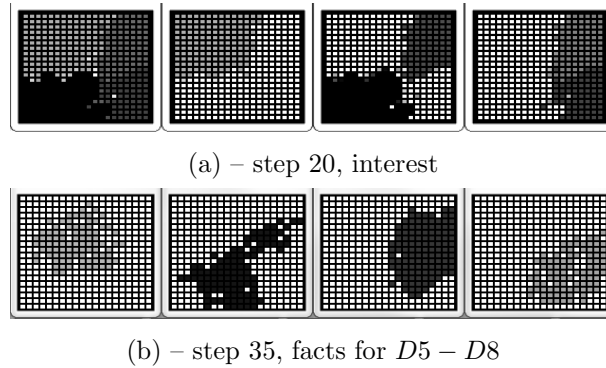 (a) – step 20, interest
(b) – step 35, facts for D5 – D8